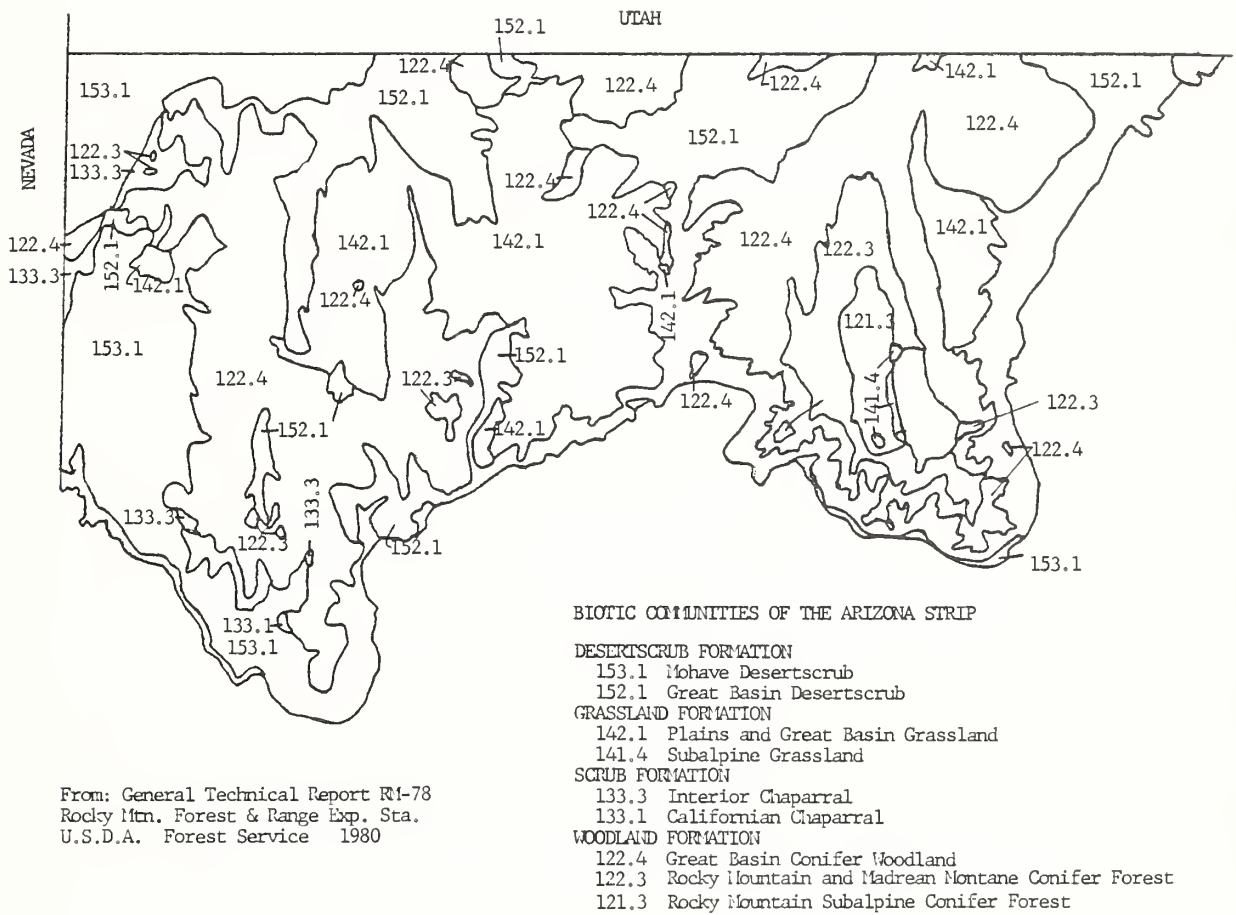 UTAH
NEVADA
152.1
122.4
142.1
153.1
122.4
122.4
152.1
152.1
122.4
152.1
122.3
133.3
122.4
122.4
122.4
142.1
142.1
122.4
122.3
142.1
122.4
133.3
152.1
142.1
122.4
142.1
121.3
153.1
152.1
122.4
122.3
122.4
141.4
122.3
152.1
142.1
122.4
133.3
133.3
122.3
152.1
153.1
133.1
153.1
BIOTIC COMMUNITIES OF THE ARIZONA STRIP
DESERTSCRUB FORMATION
153.1 Mohave Desertscrub
152.1 Great Basin Desertscrub
GRASSLAND FORMATION
142.1 Plains and Great Basin Grassland
141.4 Subalpine Grassland
SCRUB FORMATION
133.3 Interior Chaparral
133.1 Californian Chaparral
WOODLAND FORMATION
122.4 Great Basin Conifer Woodland
122.3 Rocky Mountain and Madrean Montane Conifer Forest
121.3 Rocky Mountain Subalpine Conifer Forest
From: General Technical Report RM-78
Rocky Mtn. Forest & Range Exp. Sta.
U.S.D.A. Forest Service 1980